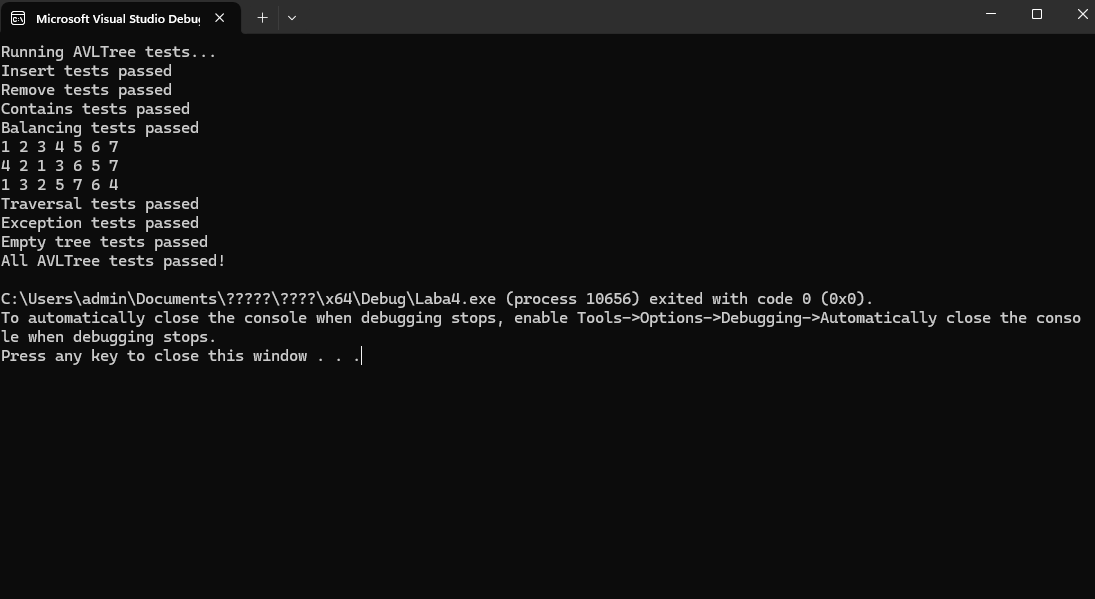 Microsoft Visual Studio Debu
Running AVLTree tests...
Insert tests passed
Remove tests passed
Contains tests passed
Balancing tests passed
1 2 3 4 5 6 7
4 2 1 3 6 5 7
1 3 2 5 7 6 4
Traversal tests passed
Exception tests passed
Empty tree tests passed
All AVLTree tests passed!
C:\Users\admin\Documents\?????\????\x64\Debug\Laba4.exe (process 10656) exited with code 0 (0x0).
To automatically close the console when debugging stops, enable Tools->Options->Debugging->Automatically close the conso
le when debugging stops.
Press any key to close this window . . .